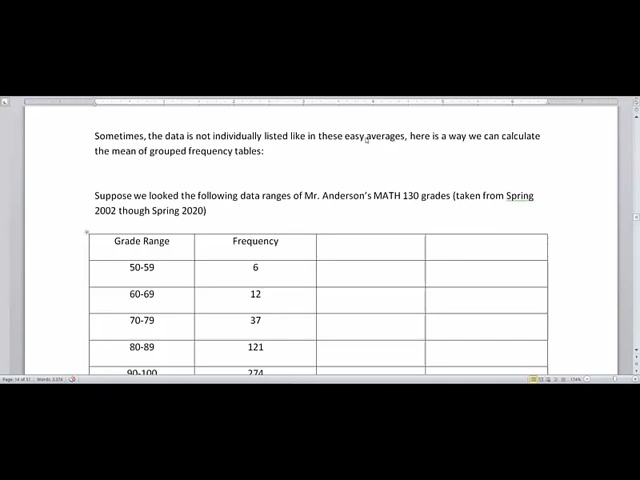 Sometimes, the data is not individually listed like in these easy averages, here is a way we can calculate
the mean of grouped frequency tables:
Suppose we looked the following data ranges of Mr. Anderson's MATH 130 grades (taken from Spring
2002 though Spring 2020)
Grade Range Frequency
50-59 6
60-69 12
70-79 37
80-89 121
90-100 274